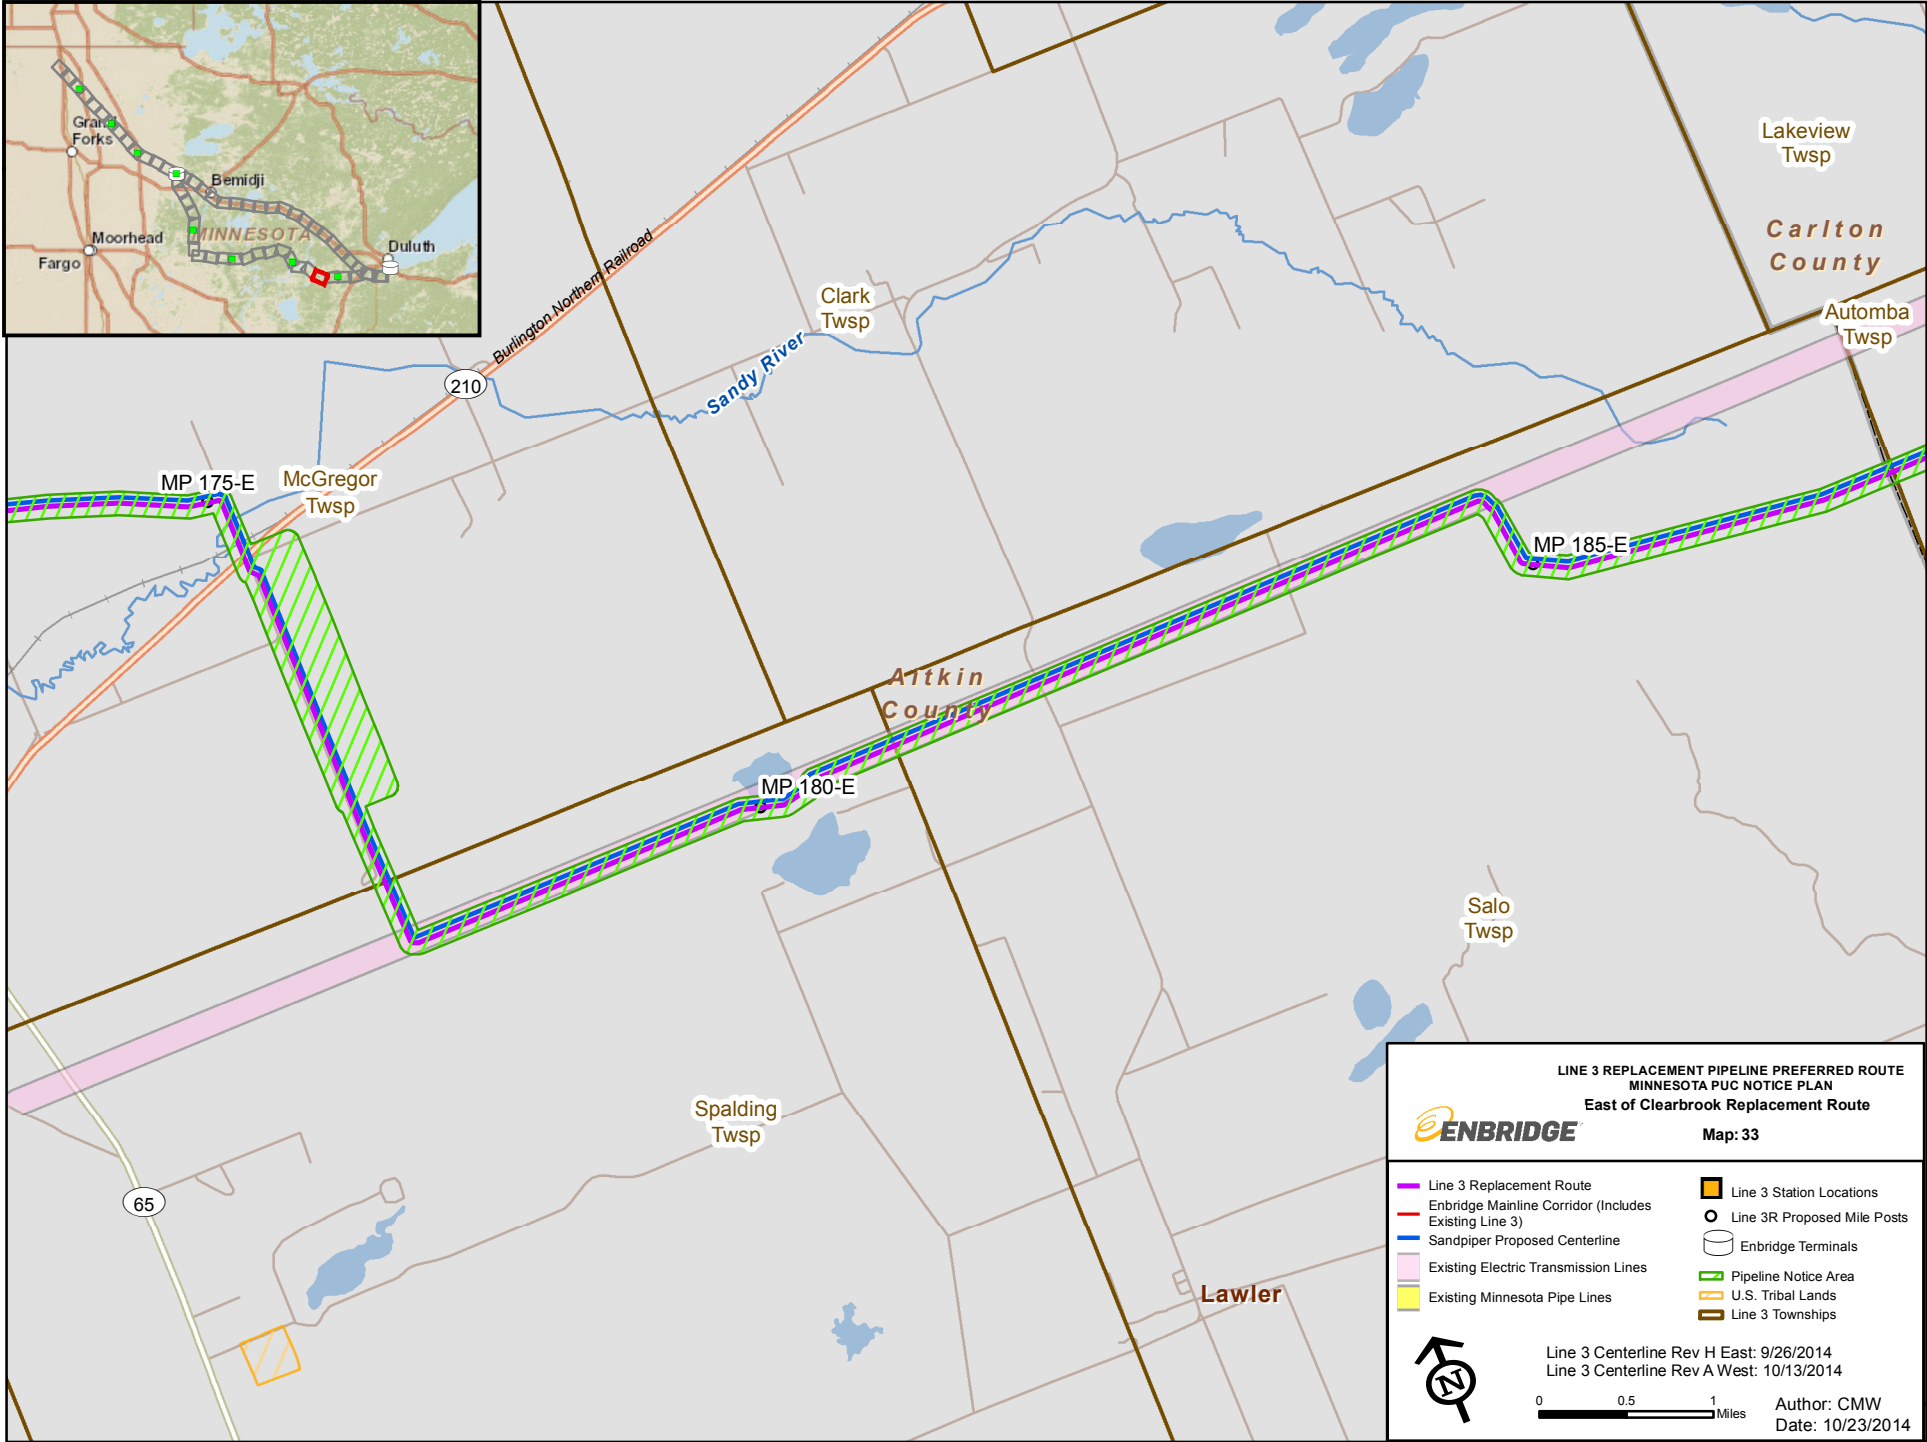 Grand
Forks
Bemidji
MINNESOTA
Moorhead
Fargo
Duluth
Burlington Northern Railroad
210
Sandy River
Clark
Twsp
Lakeview
Twsp
Carlton
County
Automba
Twsp
MP 175-E
McGregor
Twsp
MP 185-E
Aitkin
County
MP 180-E
Salo
Twsp
Spalding
Twsp
65
Lawler
LINE 3 REPLACEMENT PIPELINE PREFERRED ROUTE
MINNESOTA PUC NOTICE PLAN
East of Clearbrook Replacement Route
ENBRIDGE
Map: 33
Line 3 Replacement Route
Enbridge Mainline Corridor (Includes
Existing Line 3)
Sandpiper Proposed Centerline
Existing Electric Transmission Lines
Existing Minnesota Pipe Lines
Line 3 Station Locations
Line 3R Proposed Mile Posts
Enbridge Terminals
Pipeline Notice Area
U.S. Tribal Lands
Line 3 Townships
N
Line 3 Centerline Rev H East: 9/26/2014
Line 3 Centerline Rev A West: 10/13/2014
0 0.5 1
Miles
Author: CMW
Date: 10/23/2014